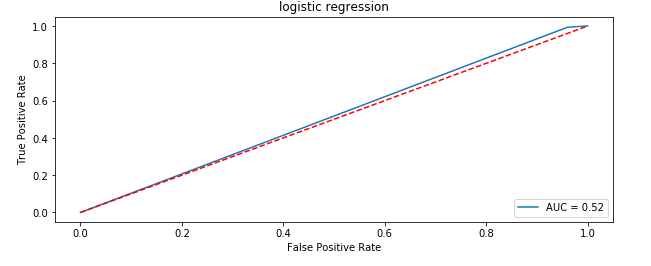 logistic regression
1.0
0.8
0.6
0.4
0.2
0.0
True Positive Rate
AUC = 0.52
0.0 0.2 0.4 0.6 0.8 1.0
False Positive Rate